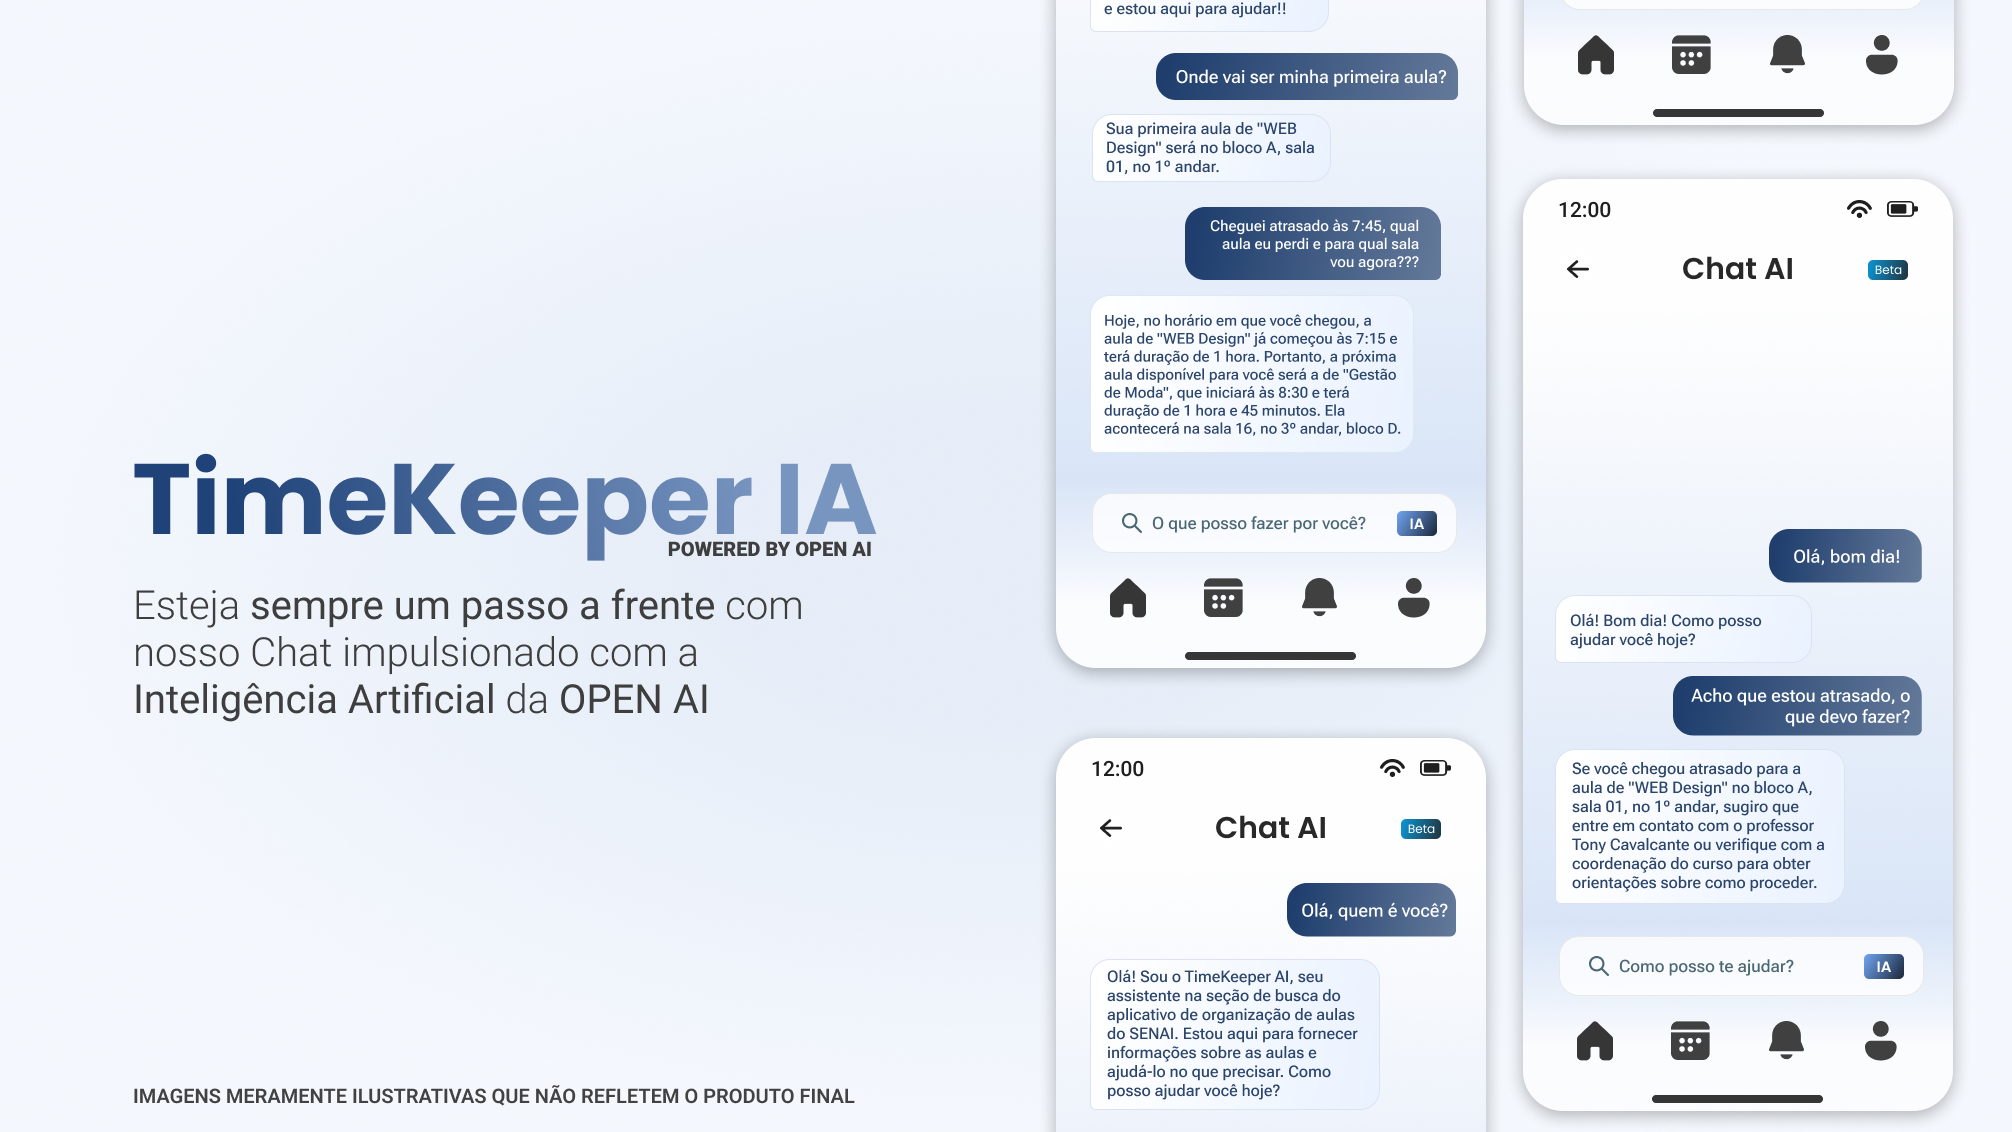 TimeKeeper IA
POWERED BY OPEN AI
Esteja sempre um passo a frente com
nosso Chat impulsionado com a
Inteligência Artificial da OPEN AI
IMAGENS MERAMENTE ILUSTRATIVAS QUE NÃO REFLETEM O PRODUTO FINAL
e estou aqui para ajudar!!
Onde vai ser minha primeira aula?
Sua primeira aula de "WEB
Design" será no bloco A, sala
01, no 1º andar.
Cheguei atrasado às 7:45, qual
aula eu perdi e para qual sala
vou agora???
Hoje, no horário em que você chegou, a
aula de "WEB Design" já começou às 7:15 e
terá duração de 1 hora. Portanto, a próxima
aula disponível para você será a de "Gestão
de Moda", que iniciará às 8:30 e terá
duração de 1 hora e 45 minutos. Ela
acontecerá na sala 16, no 3º andar, bloco D.
O que posso fazer por você?
IA
12:00
Chat AI
Beta
Olá, quem é você?
Olá! Sou o TimeKeeper AI, seu
assistente na seção de busca do
aplicativo de organização de aulas
do SENAI. Estou aqui para fornecer
informações sobre as aulas e
ajudá-lo no que precisar. Como
posso ajudar você hoje?
12:00
Chat AI
Beta
Olá, bom dia!
Olá! Bom dia! Como posso
ajudar você hoje?
Acho que estou atrasado, o
que devo fazer?
Se você chegou atrasado para a
aula de "WEB Design" no bloco A,
sala 01, no 1º andar, sugiro que
entre em contato com o professor
Tony Cavalcante ou verifique com a
coordenação do curso para obter
orientações sobre como proceder.
Como posso te ajudar?
IA